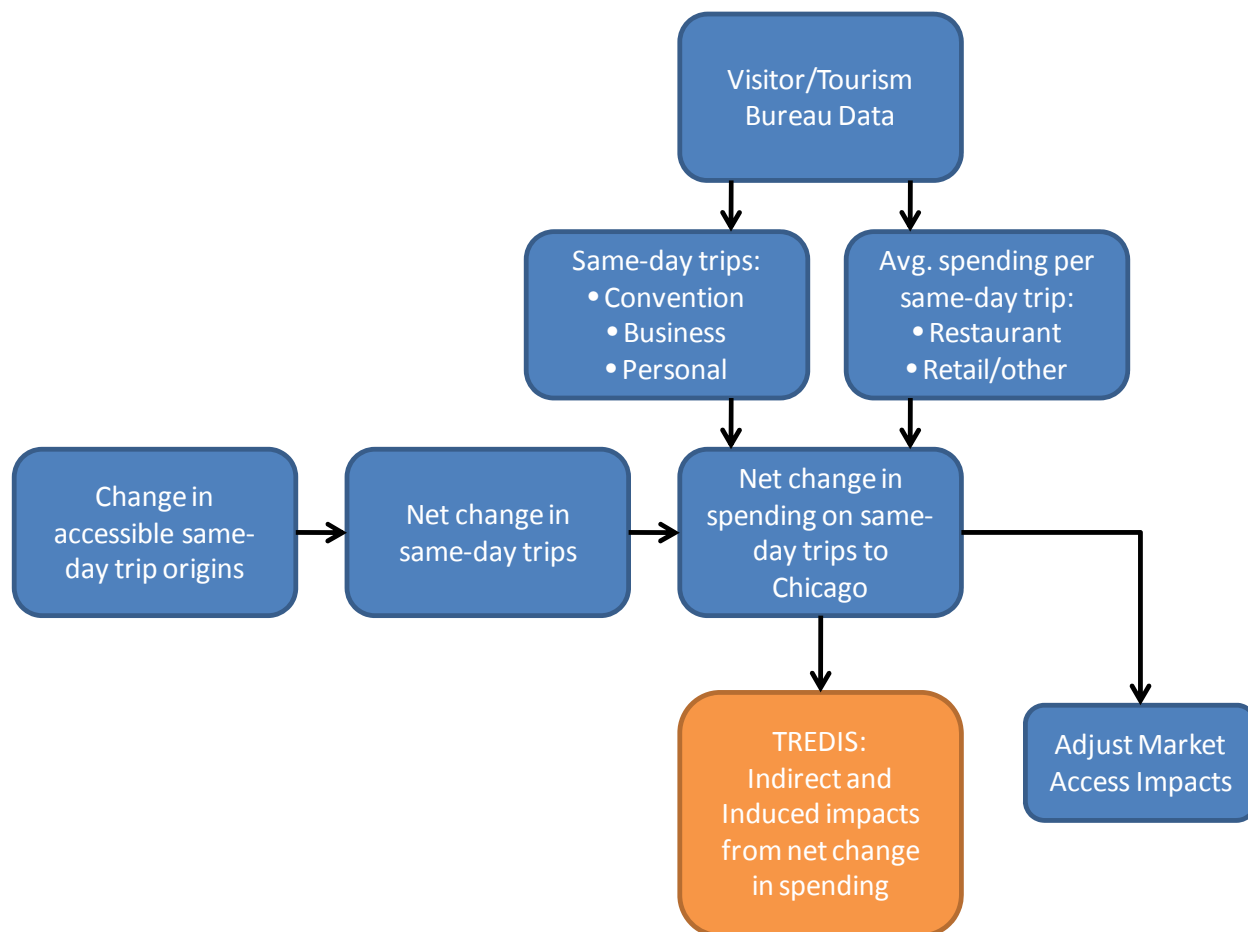 Visitor/Tourism
Bureau Data
Same-day trips:
• Convention
• Business
• Personal
Avg. spending per
same-day trip:
• Restaurant
• Retail/other
Change in
accessible same-
day trip origins
Net change in
same-day trips
Net change in
spending on same-
day trips to
Chicago
TREDIS:
Indirect and
Induced impacts
from net change
in spending
Adjust Market
Access Impacts